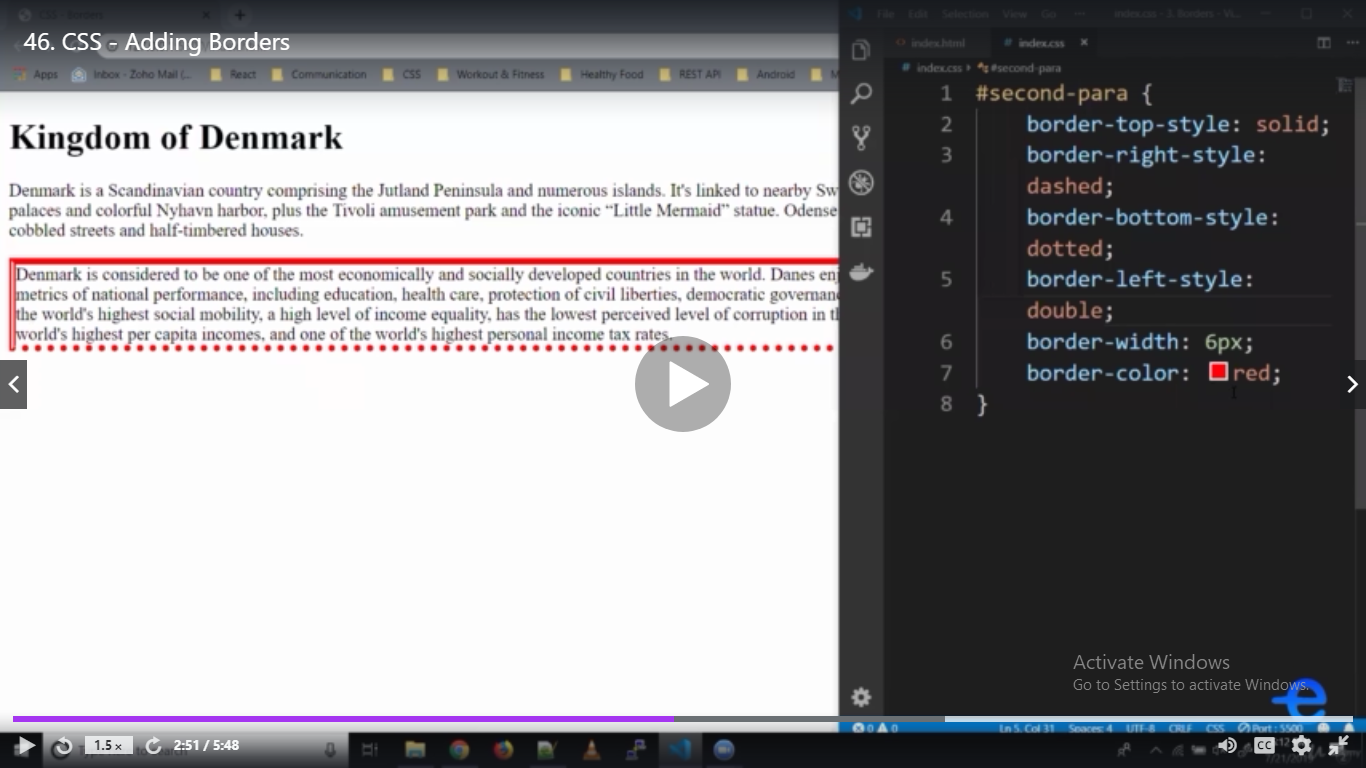 CSS - Borders
46. CSS - Adding Borders
File Edit Selection View Go ··· index.css - 3. Borders - Vi...
index.html # index.css ×
Apps Inbox - Zoho Mail (... React Communication CSS Workout & Fitness Healthy Food REST API Android M
# index.css › #second-para
Kingdom of Denmark
Denmark is a Scandinavian country comprising the Jutland Peninsula and numerous islands. It's linked to nearby Sw
palaces and colorful Nyhavn harbor, plus the Tivoli amusement park and the iconic “Little Mermaid” statue. Odense
cobbled streets and half-timbered houses.
Denmark is considered to be one of the most economically and socially developed countries in the world. Danes enj
metrics of national performance, including education, health care, protection of civil liberties, democratic governanc
the world's highest social mobility, a high level of income equality, has the lowest perceived level of corruption in th
world's highest per capita incomes, and one of the world's highest personal income tax rates.
1 #second-para {
2 border-top-style: solid;
3 border-right-style:
dashed;
4 border-bottom-style:
dotted;
5 border-left-style:
double;
6 border-width: 6px;
7 border-color: red;
8 }
Activate Windows
Go to Settings to activate Windows.
0 0 Ln 5, Col 31 Spaces: 4 UTF-8 CRLF CSS Port : 5500
1.5 × 2:51 / 5:48 CC